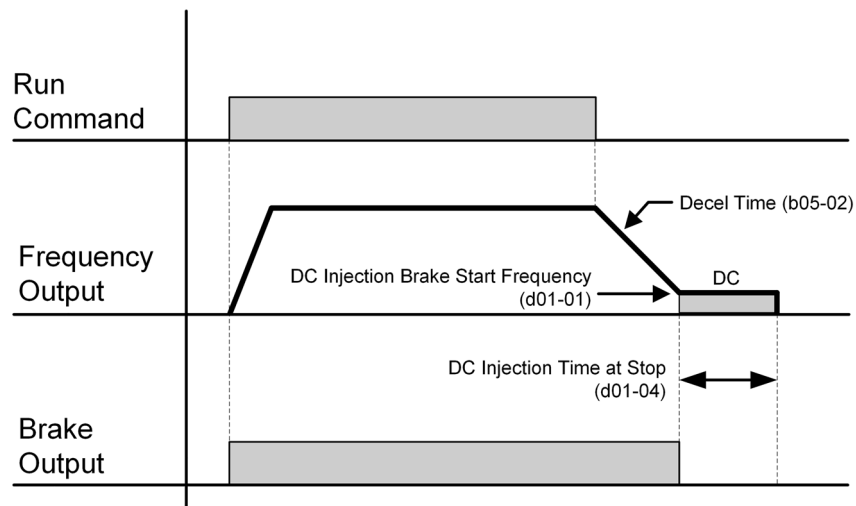 Run
Command
Decel Time (b05-02)
Frequency
Output
DC Injection Brake Start Frequency
(d01-01)
DC
DC Injection Time at Stop
(d01-04)
Brake
Output